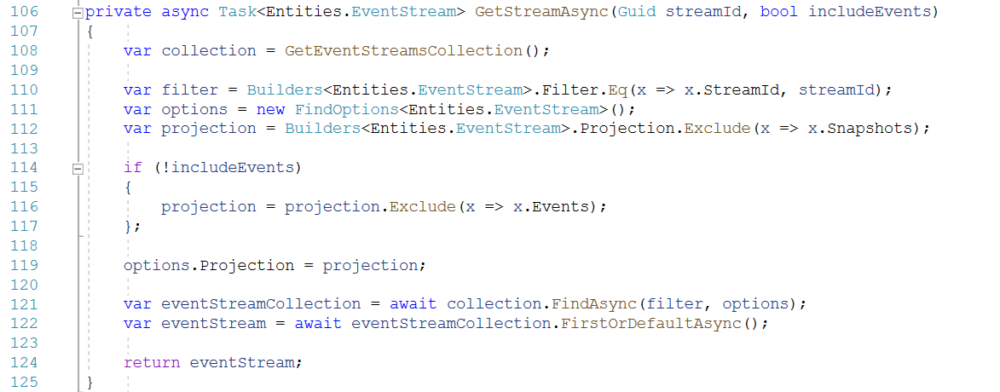 106 private async Task<Entities.EventStream> GetStreamAsync(Guid streamId, bool includeEvents)
107 {
108     var collection = GetEventStreamsCollection();
109
110     var filter = Builders<Entities.EventStream>.Filter.Eq(x => x.StreamId, streamId);
111     var options = new FindOptions<Entities.EventStream>();
112     var projection = Builders<Entities.EventStream>.Projection.Exclude(x => x.Snapshots);
113
114     if (!includeEvents)
115     {
116         projection = projection.Exclude(x => x.Events);
117     };
118
119     options.Projection = projection;
120
121     var eventStreamCollection = await collection.FindAsync(filter, options);
122     var eventStream = await eventStreamCollection.FirstOrDefaultAsync();
123
124     return eventStream;
125 }